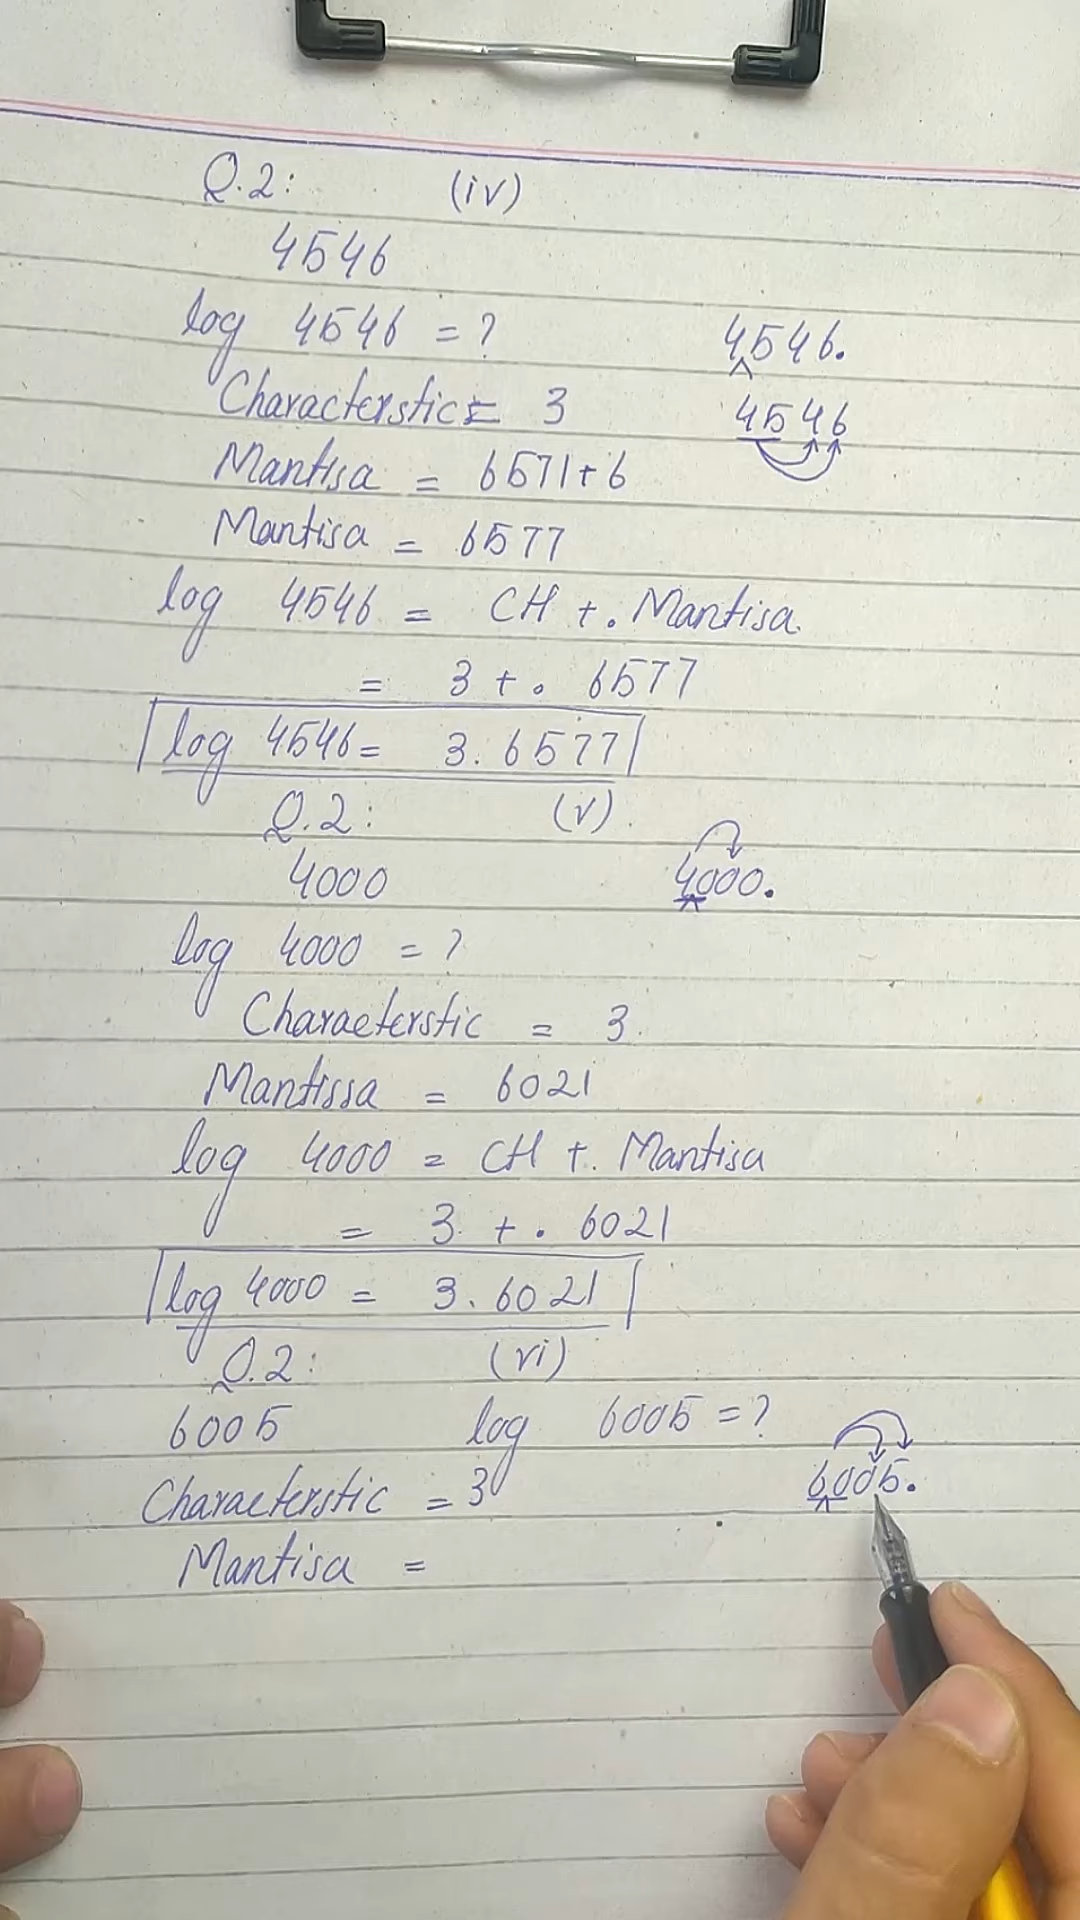 Q.2: (iv)
4546
log 4546 = ? 4546.
Characterstic = 3 4546
Mantisa = 6571+6
Mantisa = 6577
log 4546 = CH +. Mantisa.
= 3 +. 6577
log 4546 = 3.6577
Q.2: (v).
4000 4000.
log 4000 = ?
Characterstic = 3.
Mantissa = 6021
log 4000 = CH +. Mantisa
= 3 +. 6021
log 4000 = 3.6021
Q.2: (vi)
6005 log 6005 = ?
Characterstic = 3 6005.
Mantisa =